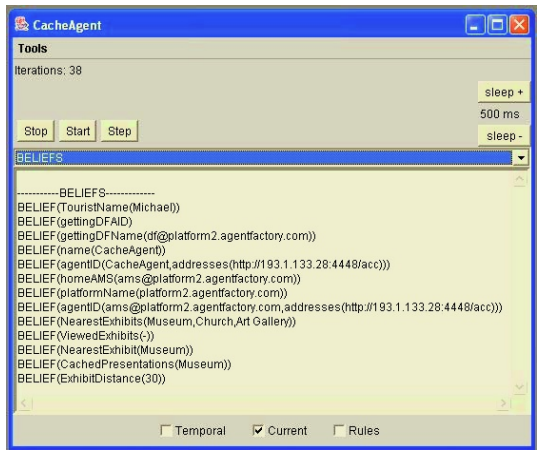 CacheAgent
Tools
Iterations: 38
sleep +
500 ms
Stop Start Step
sleep -
BELIEFS
-----------BELIEFS-------------
BELIEF(TouristName(Michael))
BELIEF(gettingDFAID)
BELIEF(gettingDFName(df@platform2.agentfactory.com))
BELIEF(name(CacheAgent))
BELIEF(agentID(CacheAgent,addresses(http://193.1.133.28:4448/acc)))
BELIEF(homeAMS(ams@platform2.agentfactory.com))
BELIEF(platformName(platform2.agentfactory.com))
BELIEF(agentID(ams@platform2.agentfactory.com,addresses(http://193.1.133.28:4448/acc)))
BELIEF(NearestExhibits(Museum,Church,Art Gallery))
BELIEF(ViewedExhibits(-))
BELIEF(NearestExhibit(Museum))
BELIEF(CachedPresentations(Museum))
BELIEF(ExhibitDistance(30))
Temporal Current Rules